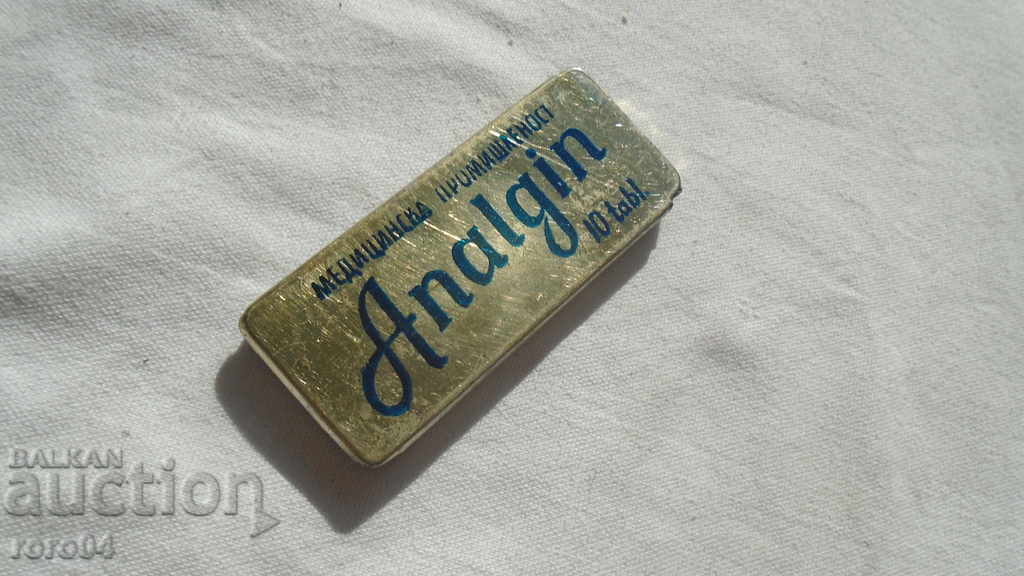 МЕДИЦИНСКА ПРОМИШЛЕНОСТ
Analgin
10 tabl.
BALKAN
auction
roro04